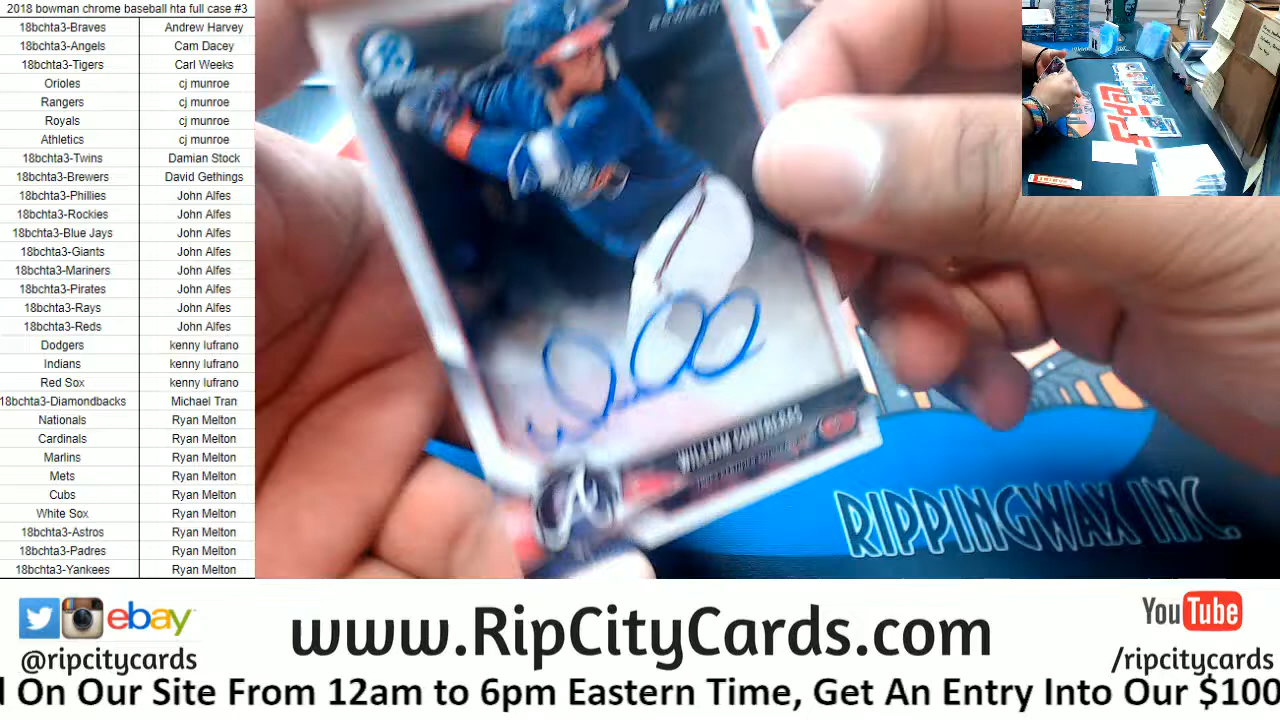 2018 bowman chrome baseball hta full case #3
18bchta3-Braves Andrew Harvey
18bchta3-Angels Cam Dacey
18bchta3-Tigers Carl Weeks
Orioles cj munroe
Rangers cj munroe
Royals cj munroe
Athletics cj munroe
18bchta3-Twins Damian Stock
18bchta3-Brewers David Gethings
18bchta3-Phillies John Alfes
18bchta3-Rockies John Alfes
18bchta3-Blue Jays John Alfes
18bchta3-Giants John Alfes
18bchta3-Mariners John Alfes
18bchta3-Pirates John Alfes
18bchta3-Rays John Alfes
18bchta3-Reds John Alfes
Dodgers kenny lufrano
Indians kenny lufrano
Red Sox kenny lufrano
18bchta3-Diamondbacks Michael Tran
Nationals Ryan Melton
Cardinals Ryan Melton
Marlins Ryan Melton
Mets Ryan Melton
Cubs Ryan Melton
White Sox Ryan Melton
18bchta3-Astros Ryan Melton
18bchta3-Padres Ryan Melton
18bchta3-Yankees Ryan Melton
BOWMAN
WILLIAM CONTRERAS
A
TOPPS
RIPPINGWAX INC.
ebay
@ripcitycards
www.RipCityCards.com
YouTube
/ripcitycards
d On Our Site From 12am to 6pm Eastern Time, Get An Entry Into Our $100